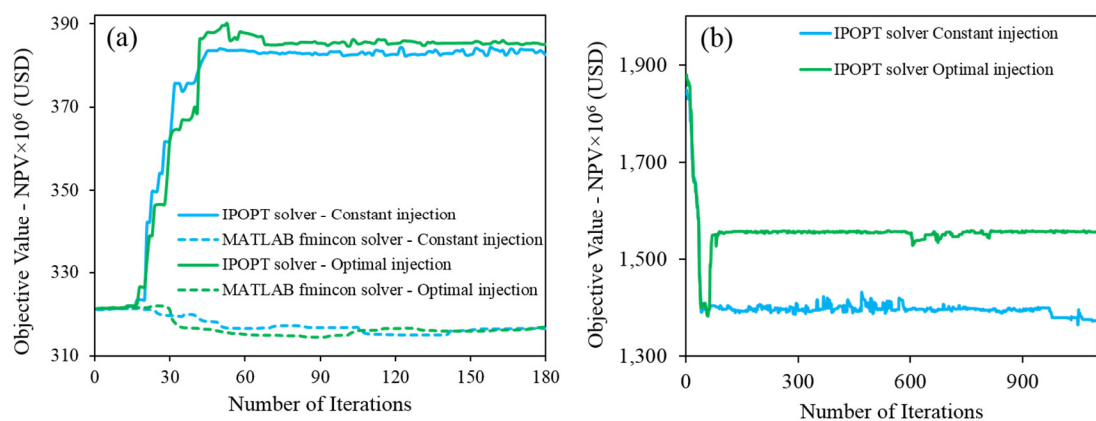 (a)
Objective Value - NPV×10⁶ (USD)
390
370
350
330
310
IPOPT solver - Constant injection
MATLAB fmincon solver - Constant injection
IPOPT solver - Optimal injection
MATLAB fmincon solver - Optimal injection
0 30 60 90 120 150 180
Number of Iterations
(b)
IPOPT solver Constant injection
IPOPT solver Optimal injection
Objective Value - NPV×10⁶ (USD)
1,900
1,700
1,500
1,300
0 300 600 900
Number of Iterations